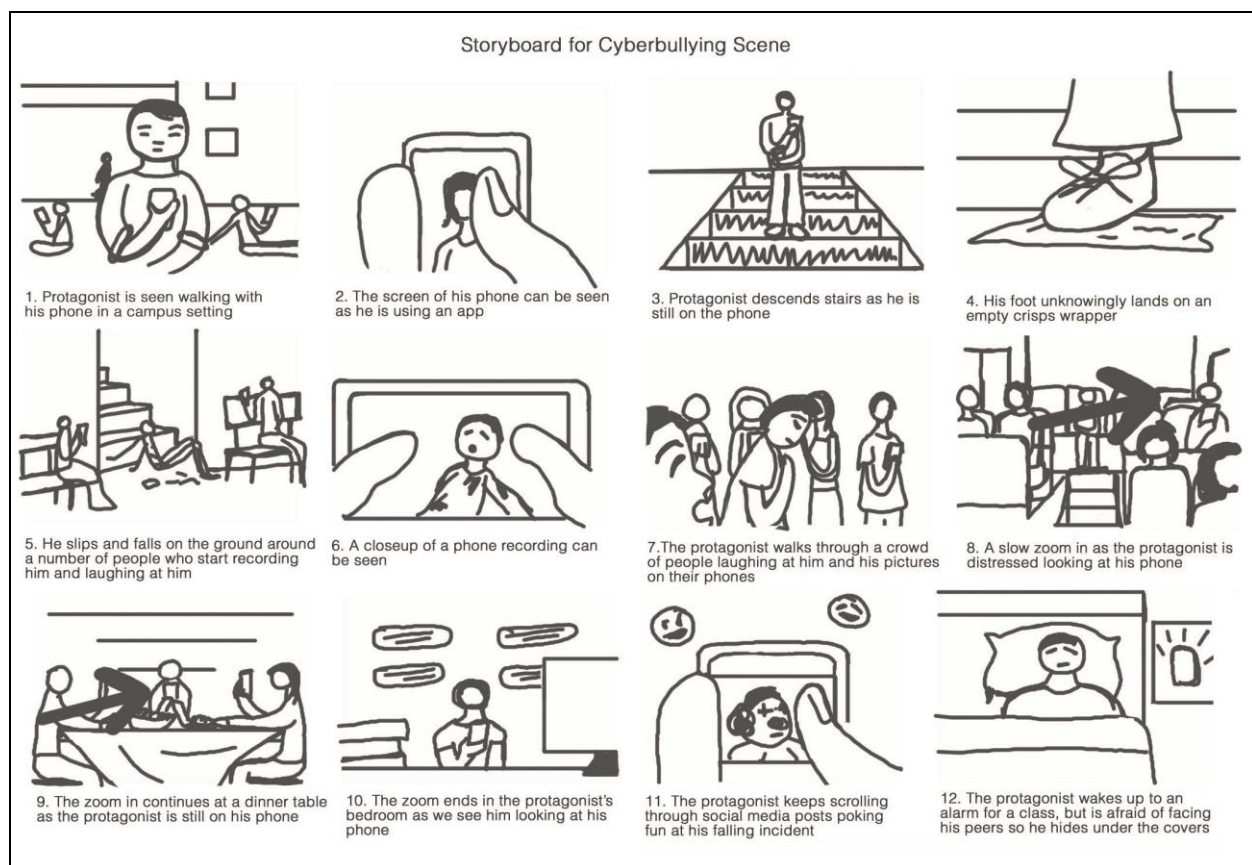 Storyboard for Cyberbullying Scene
1. Protagonist is seen walking with
his phone in a campus setting
2. The screen of his phone can be seen
as he is using an app
3. Protagonist descends stairs as he is
still on the phone
4. His foot unknowingly lands on an
empty crisps wrapper
5. He slips and falls on the ground around
a number of people who start recording
him and laughing at him
6. A closeup of a phone recording can
be seen
7.The protagonist walks through a crowd
of people laughing at him and his pictures
on their phones
8. A slow zoom in as the protagonist is
distressed looking at his phone
9. The zoom in continues at a dinner table
as the protagonist is still on his phone
10. The zoom ends in the protagonist's
bedroom as we see him looking at his
phone
11. The protagonist keeps scrolling
through social media posts poking
fun at his falling incident
12. The protagonist wakes up to an
alarm for a class, but is afraid of facing
his peers so he hides under the covers